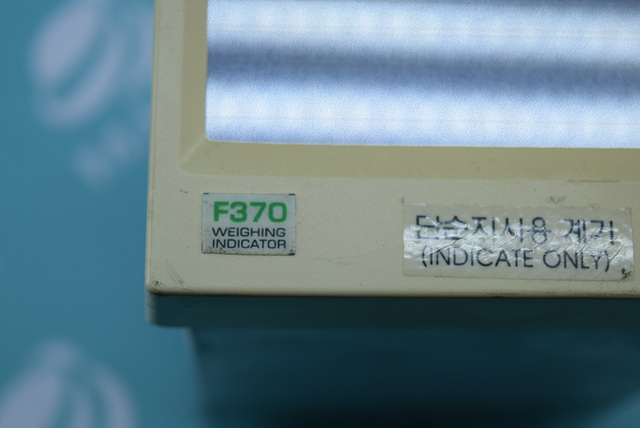 F370
WEIGHING
INDICATOR
단순지시용 계기
(INDICATE ONLY)